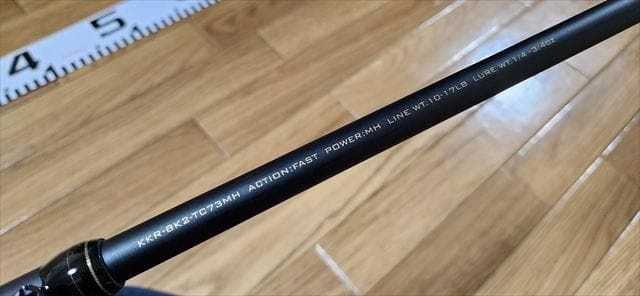 4 5
KKR-BK2-TC73MH ACTION:FAST POWER:MH LINE WT.10-17LB LURE WT.1/4-3/4oz